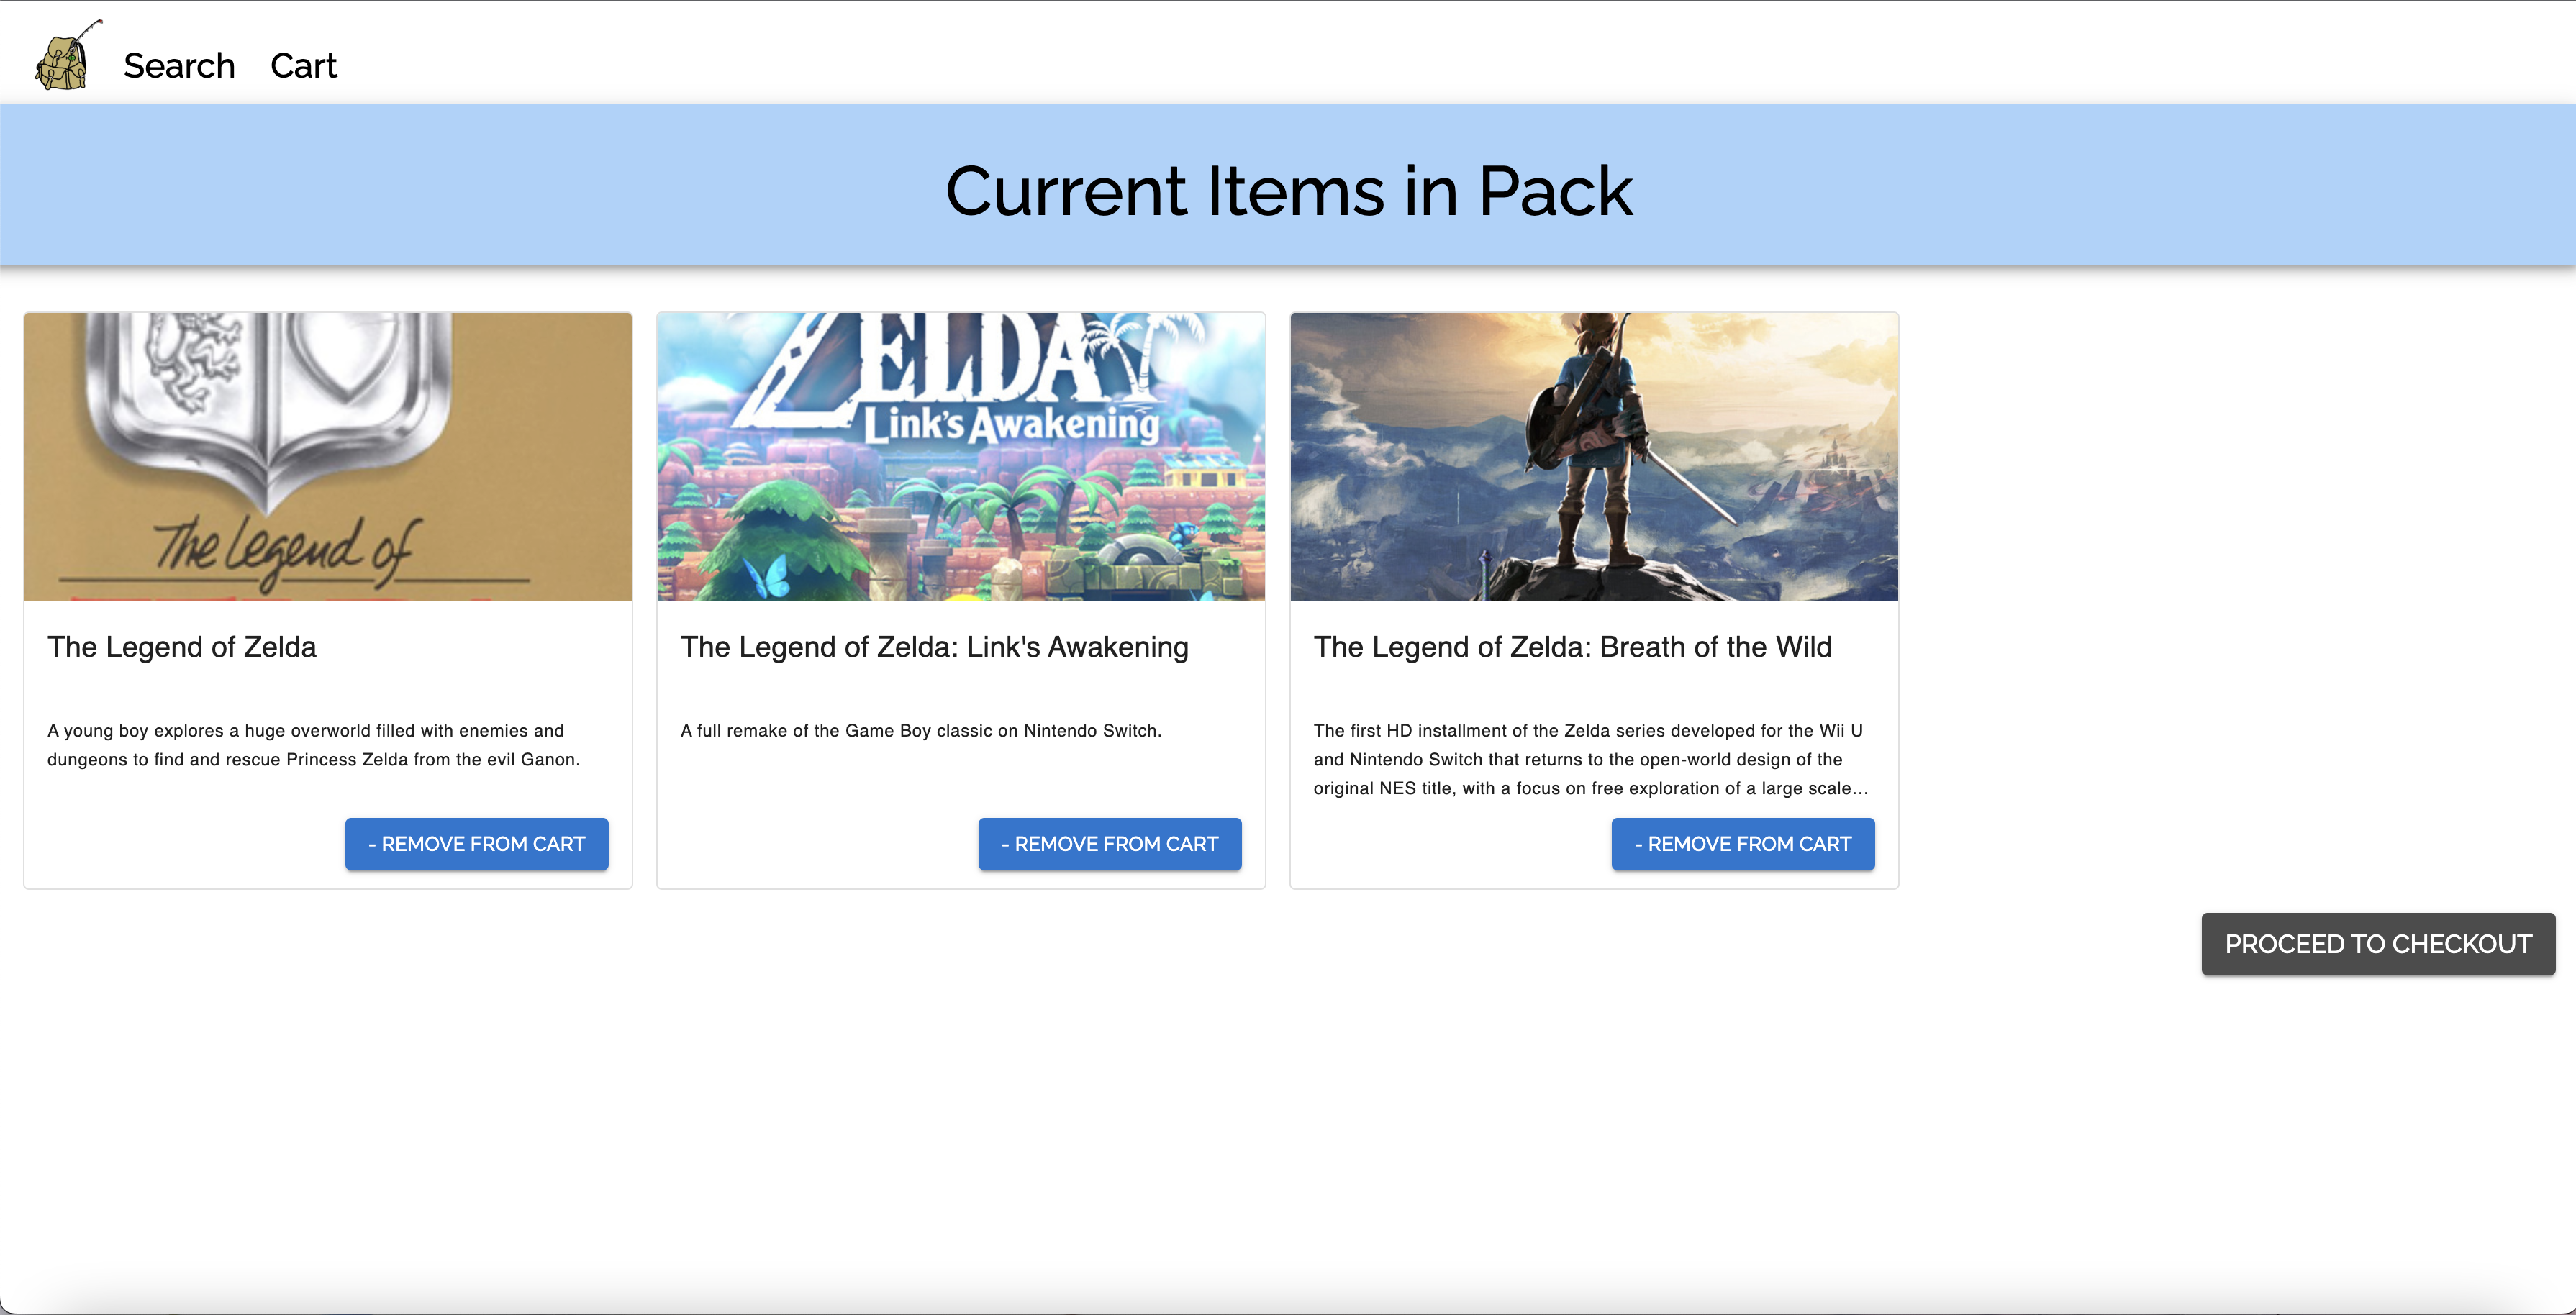 Search Cart
Current Items in Pack
The Legend of
ZELDA
Link's Awakening
The Legend of Zelda
A young boy explores a huge overworld filled with enemies and
dungeons to find and rescue Princess Zelda from the evil Ganon.
- REMOVE FROM CART
The Legend of Zelda: Link's Awakening
A full remake of the Game Boy classic on Nintendo Switch.
- REMOVE FROM CART
The Legend of Zelda: Breath of the Wild
The first HD installment of the Zelda series developed for the Wii U
and Nintendo Switch that returns to the open-world design of the
original NES title, with a focus on free exploration of a large scale...
- REMOVE FROM CART
PROCEED TO CHECKOUT